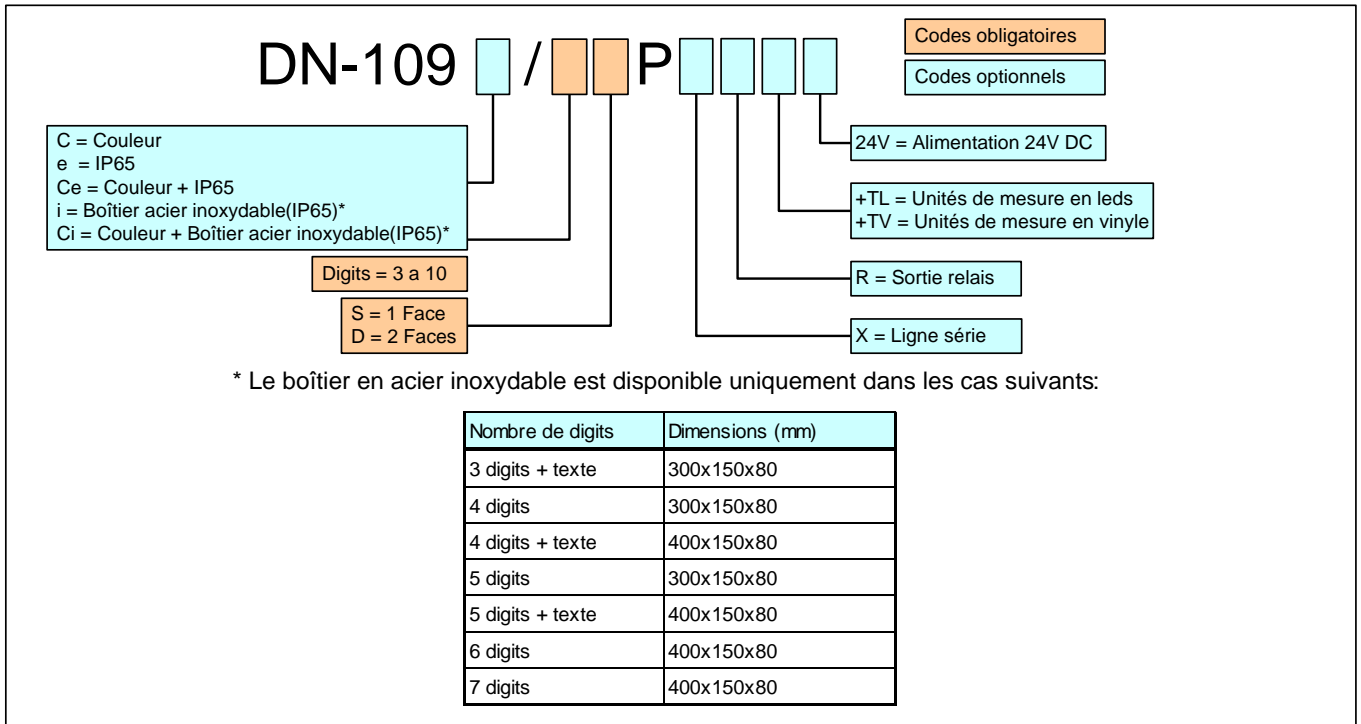 DN-109 / P
Codes obligatoires
Codes optionnels
C = Couleur
e = IP65
Ce = Couleur + IP65
i = Boîtier acier inoxydable(IP65)*
Ci = Couleur + Boîtier acier inoxydable(IP65)*
Digits = 3 a 10
S = 1 Face
D = 2 Faces
24V = Alimentation 24V DC
+TL = Unités de mesure en leds
+TV = Unités de mesure en vinyle
R = Sortie relais
X = Ligne série
* Le boîtier en acier inoxydable est disponible uniquement dans les cas suivants:
Nombre de digits Dimensions (mm)
3 digits + texte 300x150x80
4 digits 300x150x80
4 digits + texte 400x150x80
5 digits 300x150x80
5 digits + texte 400x150x80
6 digits 400x150x80
7 digits 400x150x80